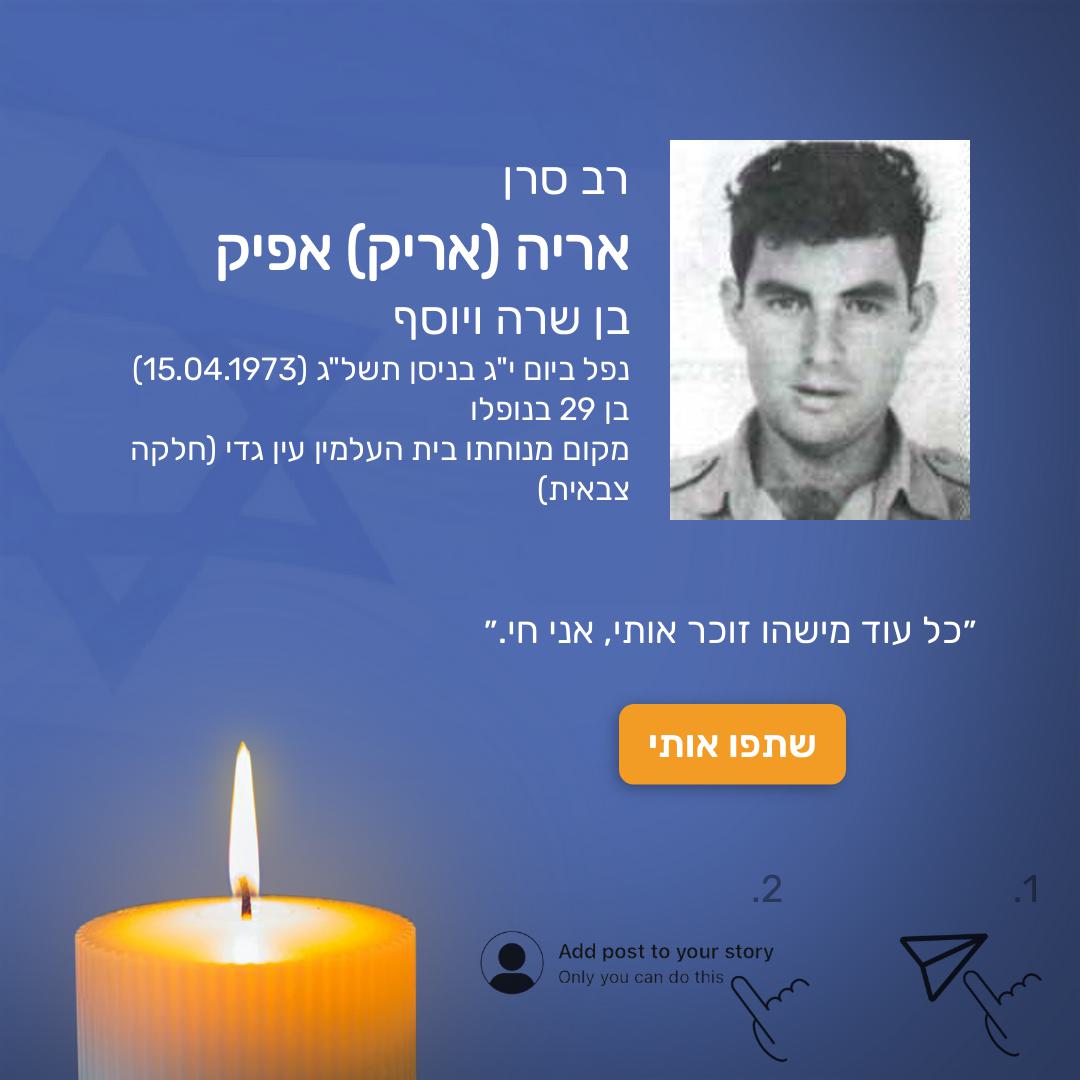 רב סרן
אריה (אריק) אפיק
בן שרה ויוסף
נפל ביום י"ג בניסן תשל"ג (15.04.1973)
בן 29 בנופלו
מקום מנוחתו בית העלמין עין גדי (חלקה
צבאית)
״כל עוד מישהו זוכר אותי, אני חי.״
שתפו אותי
1.
2.
Add post to your story
Only you can do this